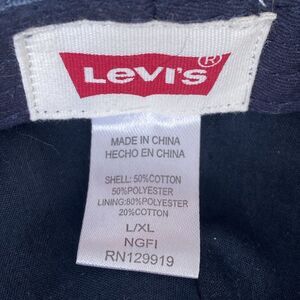 LEVI'S®
MADE IN CHINA
HECHO EN CHINA
SHELL: 50%COTTON
50%POLYESTER
LINING:80%POLYESTER
20%COTTON
L/XL
NGFI
RN129919